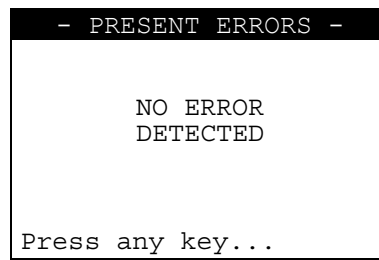 - PRESENT ERRORS -
NO ERROR
DETECTED
Press any key...